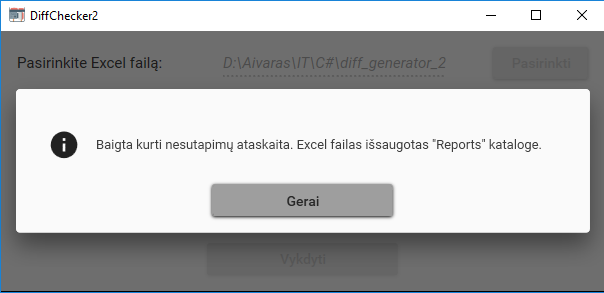 DiffChecker2
Pasirinkite Excel failą: D:\Aivaras\IT\C#\diff_generator_2 Pasirinkti
Baigta kurti nesutapimų ataskaita. Excel failas išsaugotas "Reports" kataloge.
Gerai
Vykdyti